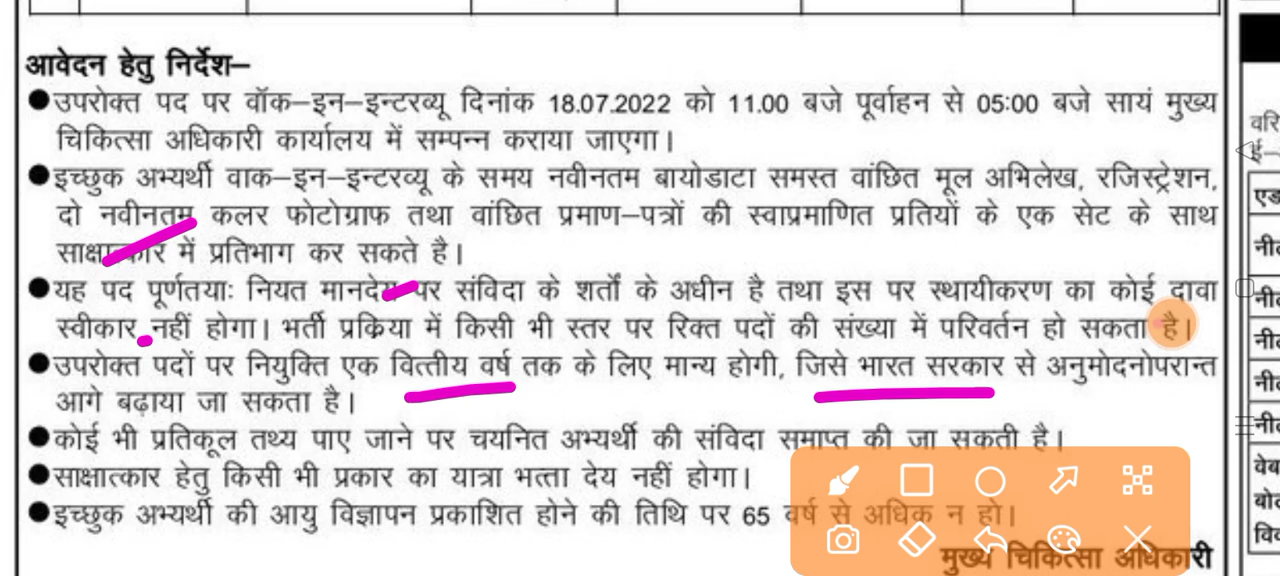 आवेदन हेतु निर्देश–
●उपरोक्त पद पर वॉक–इन–इन्टरव्यू दिनांक 18.07.2022 को 11.00 बजे पूर्वाहन से 05:00 बजे सायं मुख्य
चिकित्सा अधिकारी कार्यालय में सम्पन्न कराया जाएगा।
●इच्छुक अभ्यर्थी वाक–इन–इन्टरव्यू के समय नवीनतम बायोडाटा समस्त वांछित मूल अभिलेख, रजिस्ट्रेशन,
दो नवीनतम कलर फोटोग्राफ तथा वांछित प्रमाण–पत्रों की स्वाप्रमाणित प्रतियों के एक सेट के साथ
साक्षात्कार में प्रतिभाग कर सकते है।
●यह पद पूर्णतयाः नियत मानदेय पर संविदा के शर्तों के अधीन है तथा इस पर स्थायीकरण का कोई दावा
स्वीकार नहीं होगा। भर्ती प्रक्रिया में किसी भी स्तर पर रिक्त पदों की संख्या में परिवर्तन हो सकता है।
●उपरोक्त पदों पर नियुक्ति एक वित्तीय वर्ष तक के लिए मान्य होगी, जिसे भारत सरकार से अनुमोदनोपरान्त
आगे बढ़ाया जा सकता है।
●कोई भी प्रतिकूल तथ्य पाए जाने पर चयनित अभ्यर्थी की संविदा समाप्त की जा सकती है।
●साक्षात्कार हेतु किसी भी प्रकार का यात्रा भत्ता देय नहीं होगा।
●इच्छुक अभ्यर्थी की आयु विज्ञापन प्रकाशित होने की तिथि पर 65 वर्ष से अधिक न हो।
मुख्य चिकित्सा अधिकारी